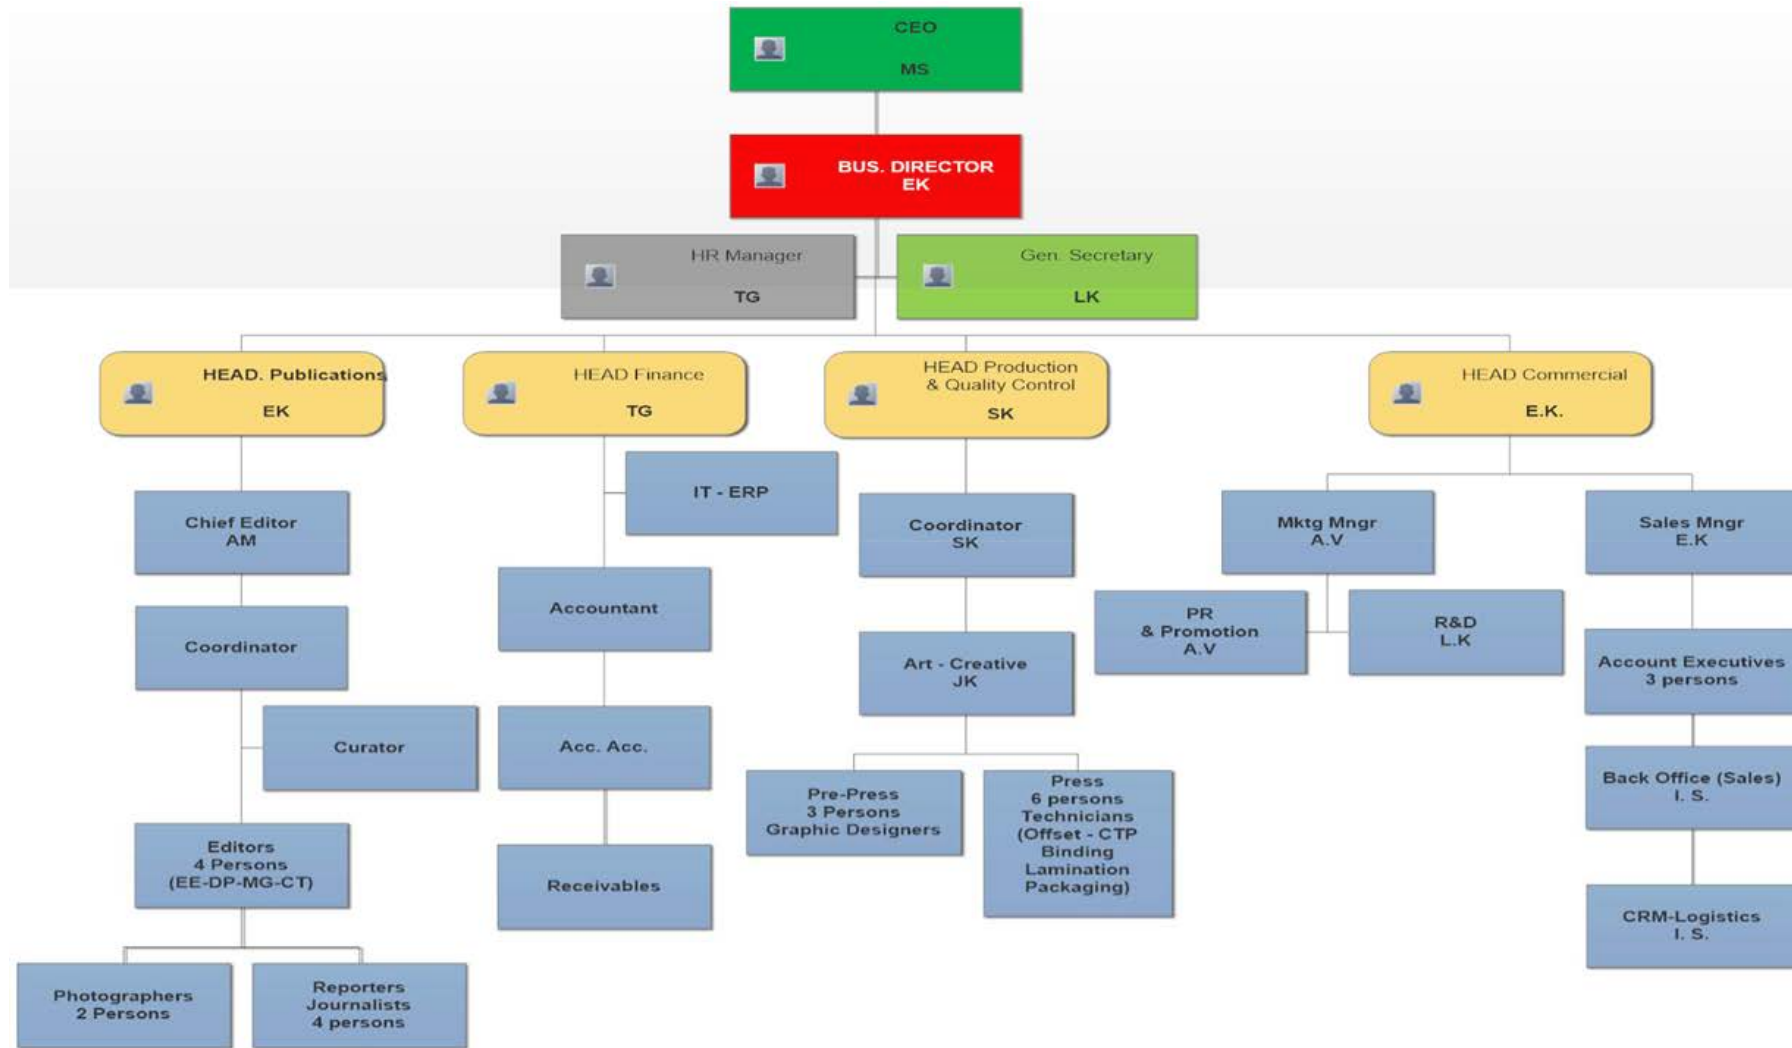 CEO
MS
BUS. DIRECTOR
EK
HR Manager
TG
Gen. Secretary
LK
HEAD. Publications
EK
HEAD Finance
TG
HEAD Production
& Quality Control
SK
HEAD Commercial
E.K.
Chief Editor
AM
Coordinator
Curator
Editors
4 Persons
(EE-DP-MG-CT)
Photographers
2 Persons
Reporters
Journalists
4 persons
IT - ERP
Accountant
Acc. Acc.
Receivables
Coordinator
SK
Art - Creative
JK
Pre-Press
3 Persons
Graphic Designers
Press
6 persons
Technicians
(Offset - CTP
Binding
Lamination
Packaging)
Mktg Mngr
A.V
PR
& Promotion
A.V
R&D
L.K
Sales Mngr
E.K
Account Executives
3 persons
Back Office (Sales)
I. S.
CRM-Logistics
I. S.